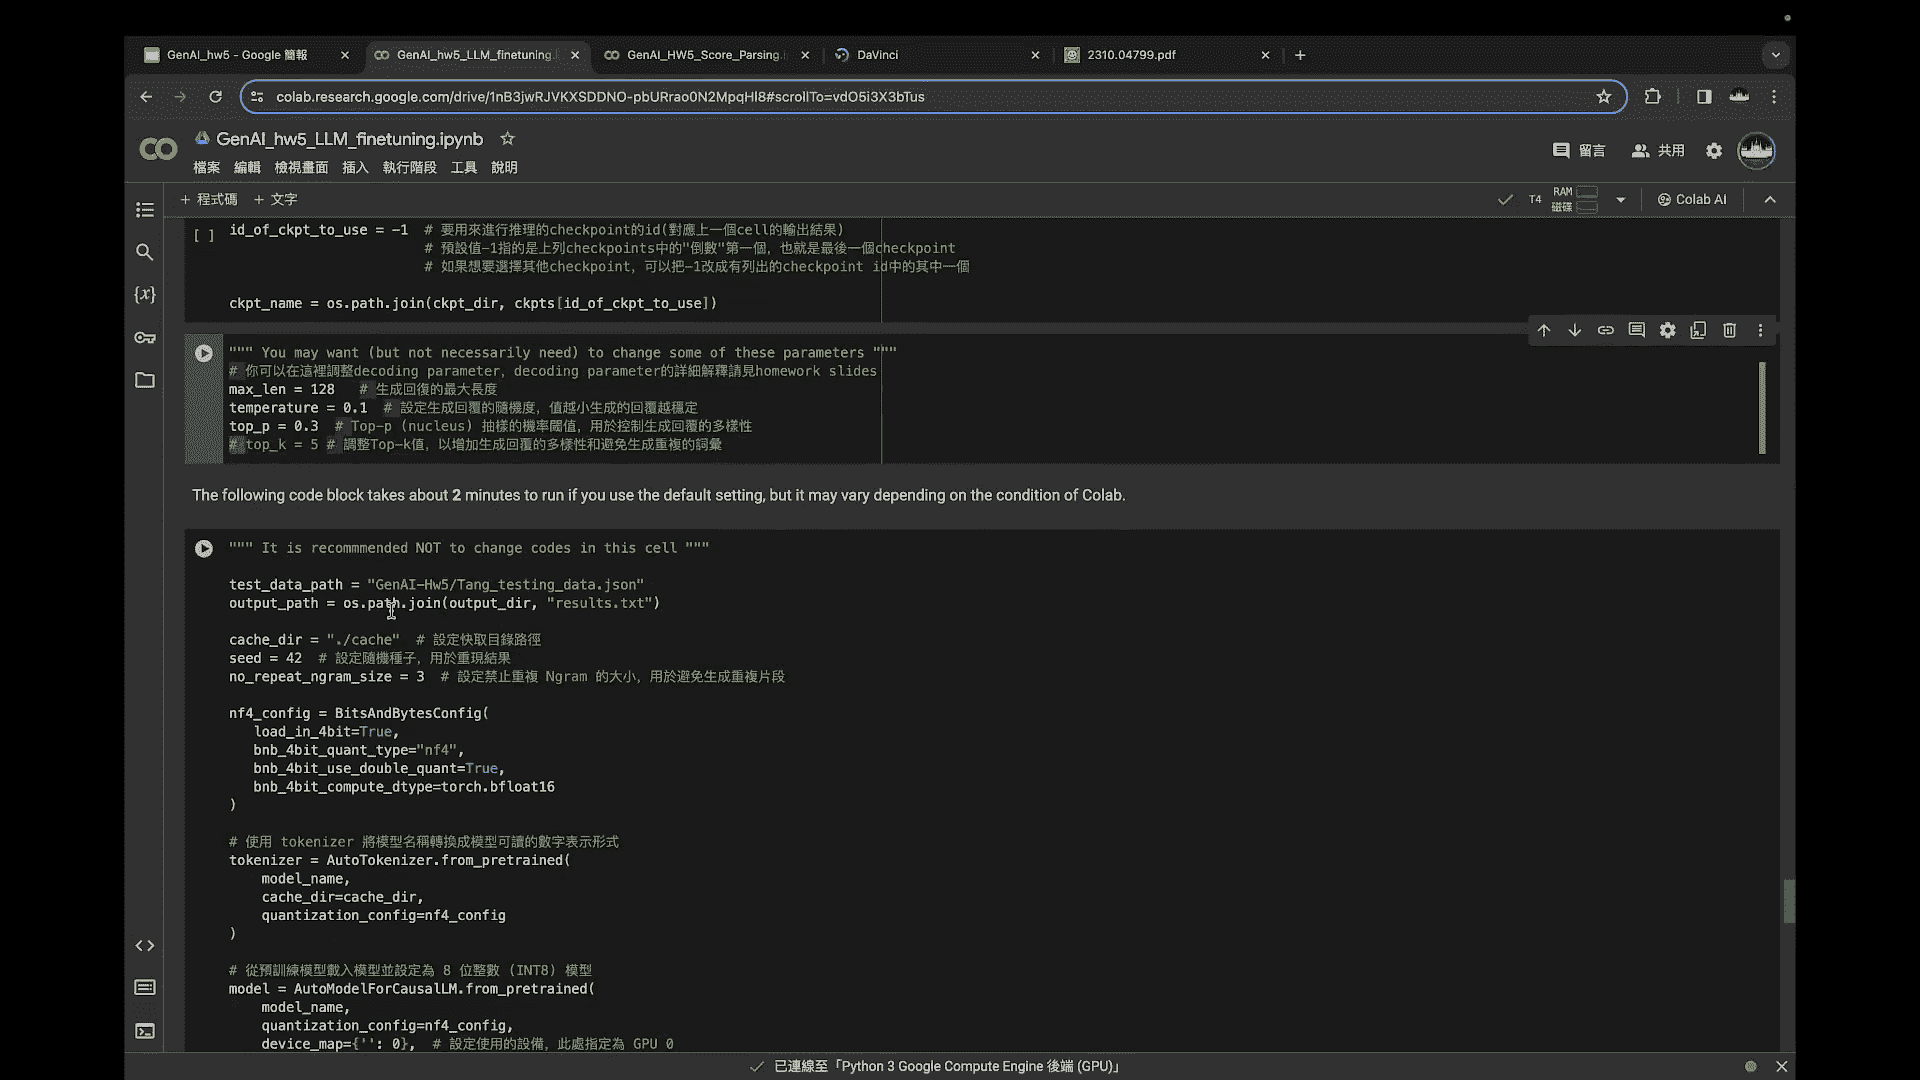 GenAI_hw5 - Google 簡報
GenAI_hw5_LLM_finetuning.
GenAI_HW5_Score_Parsing.
DaVinci
2310.04799.pdf
colab.research.google.com/drive/1nB3jwRJVKXSDDNO-pbURrao0N2MpqHl8#scrollTo=vdO5i3X3bTus
GenAI_hw5_LLM_finetuning.ipynb
留言
共用
檔案 編輯 檢視畫面 插入 執行階段 工具 說明
+ 程式碼 + 文字
T4
RAM
磁碟
Colab AI
[ ] id_of_ckpt_to_use = -1 # 要用來進行推理的checkpoint的id(對應上一個cell的輸出結果)
# 預設值-1指的是上列checkpoints中的"倒數"第一個，也就是最後一個checkpoint
# 如果想要選擇其他checkpoint，可以把-1改成有列出的checkpoint id中的其中一個
ckpt_name = os.path.join(ckpt_dir, ckpts[id_of_ckpt_to_use])
""" You may want (but not necessarily need) to change some of these parameters """
# 你可以在這裡調整decoding parameter，decoding parameter的詳細解釋請見homework slides
max_len = 128 # 生成回復的最大長度
temperature = 0.1 # 設定生成回覆的隨機度，值越小生成的回覆越穩定
top_p = 0.3 # Top-p (nucleus) 抽樣的機率閾值，用於控制生成回覆的多樣性
# top_k = 5 # 調整Top-k值，以增加生成回覆的多樣性和避免生成重複的詞彙
The following code block takes about 2 minutes to run if you use the default setting, but it may vary depending on the condition of Colab.
""" It is recommmended NOT to change codes in this cell """
test_data_path = "GenAI-Hw5/Tang_testing_data.json"
output_path = os.path.join(output_dir, "results.txt")
cache_dir = "./cache" # 設定快取目錄路徑
seed = 42 # 設定隨機種子，用於重現結果
no_repeat_ngram_size = 3 # 設定禁止重複 Ngram 的大小，用於避免生成重複片段
nf4_config = BitsAndBytesConfig(
load_in_4bit=True,
bnb_4bit_quant_type="nf4",
bnb_4bit_use_double_quant=True,
bnb_4bit_compute_dtype=torch.bfloat16
)
# 使用 tokenizer 將模型名稱轉換成模型可讀的數字表示形式
tokenizer = AutoTokenizer.from_pretrained(
model_name,
cache_dir=cache_dir,
quantization_config=nf4_config
)
# 從預訓練模型載入模型並設定為 8 位整數 (INT8) 模型
model = AutoModelForCausalLM.from_pretrained(
model_name,
quantization_config=nf4_config,
device_map={'': 0}, # 設定使用的設備，此處指定為 GPU 0
已連線至「Python 3 Google Compute Engine 後端 (GPU)」